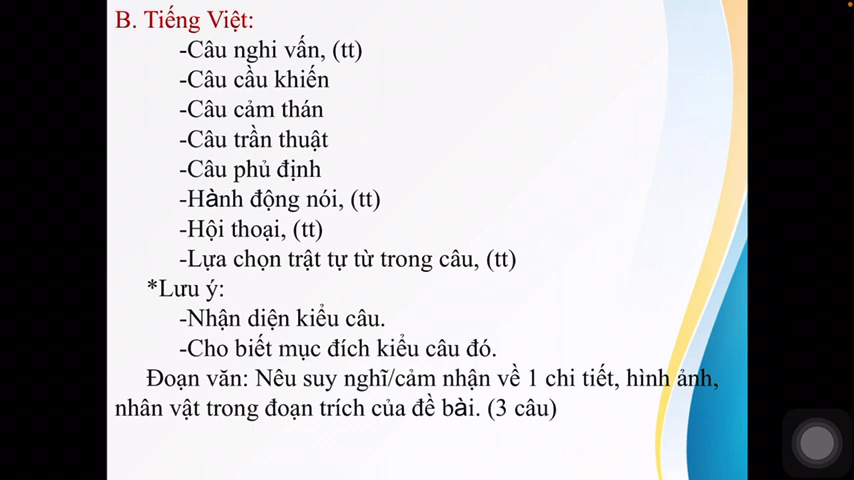 B. Tiếng Việt:
-Câu nghi vấn, (tt)
-Câu cầu khiến
-Câu cảm thán
-Câu trần thuật
-Câu phủ định
-Hành động nói, (tt)
-Hội thoại, (tt)
-Lựa chọn trật tự từ trong câu, (tt)
*Lưu ý:
-Nhận diện kiểu câu.
-Cho biết mục đích kiểu câu đó.
Đoạn văn: Nêu suy nghĩ/cảm nhận về 1 chi tiết, hình ảnh,
nhân vật trong đoạn trích của đề bài. (3 câu)